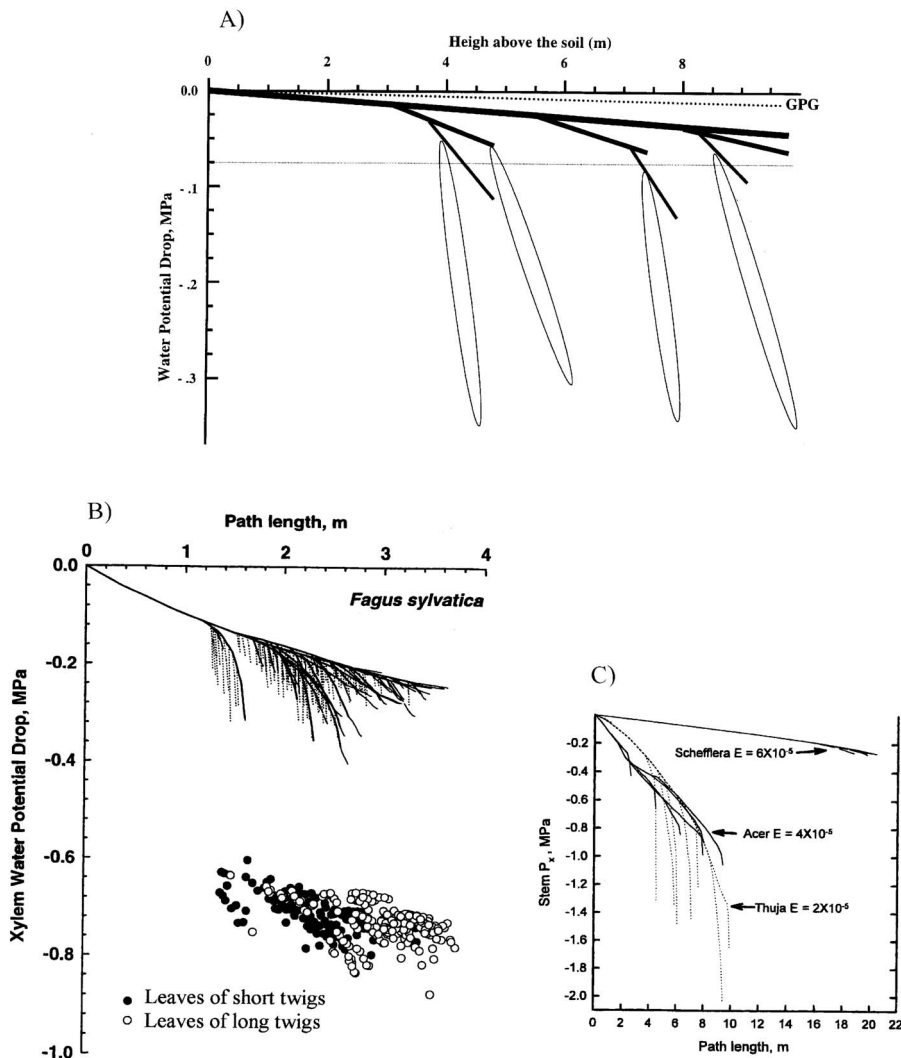 A)
Heigh above the soil (m)
0 2 4 6 8
0.0
GPG
- .1
- .2
- .3
Water Potential Drop, MPa
B)
Path length, m
0 1 2 3 4
0.0
Fagus sylvatica
-0.2
-0.4
-0.6
-0.8
-1.0
Xylem Water Potential Drop, MPa
Leaves of short twigs
Leaves of long twigs
C)
-0.2
-0.4
-0.6
-0.8
-1.0
-1.2
-1.4
-1.6
-1.8
-2.0
Stem Pₓ, MPa
Schefflera E = 6X10⁻⁵
Acer E = 4X10⁻⁵
Thuja E = 2X10⁻⁵
0 2 4 6 8 10 12 14 16 18 20 22
Path length, m